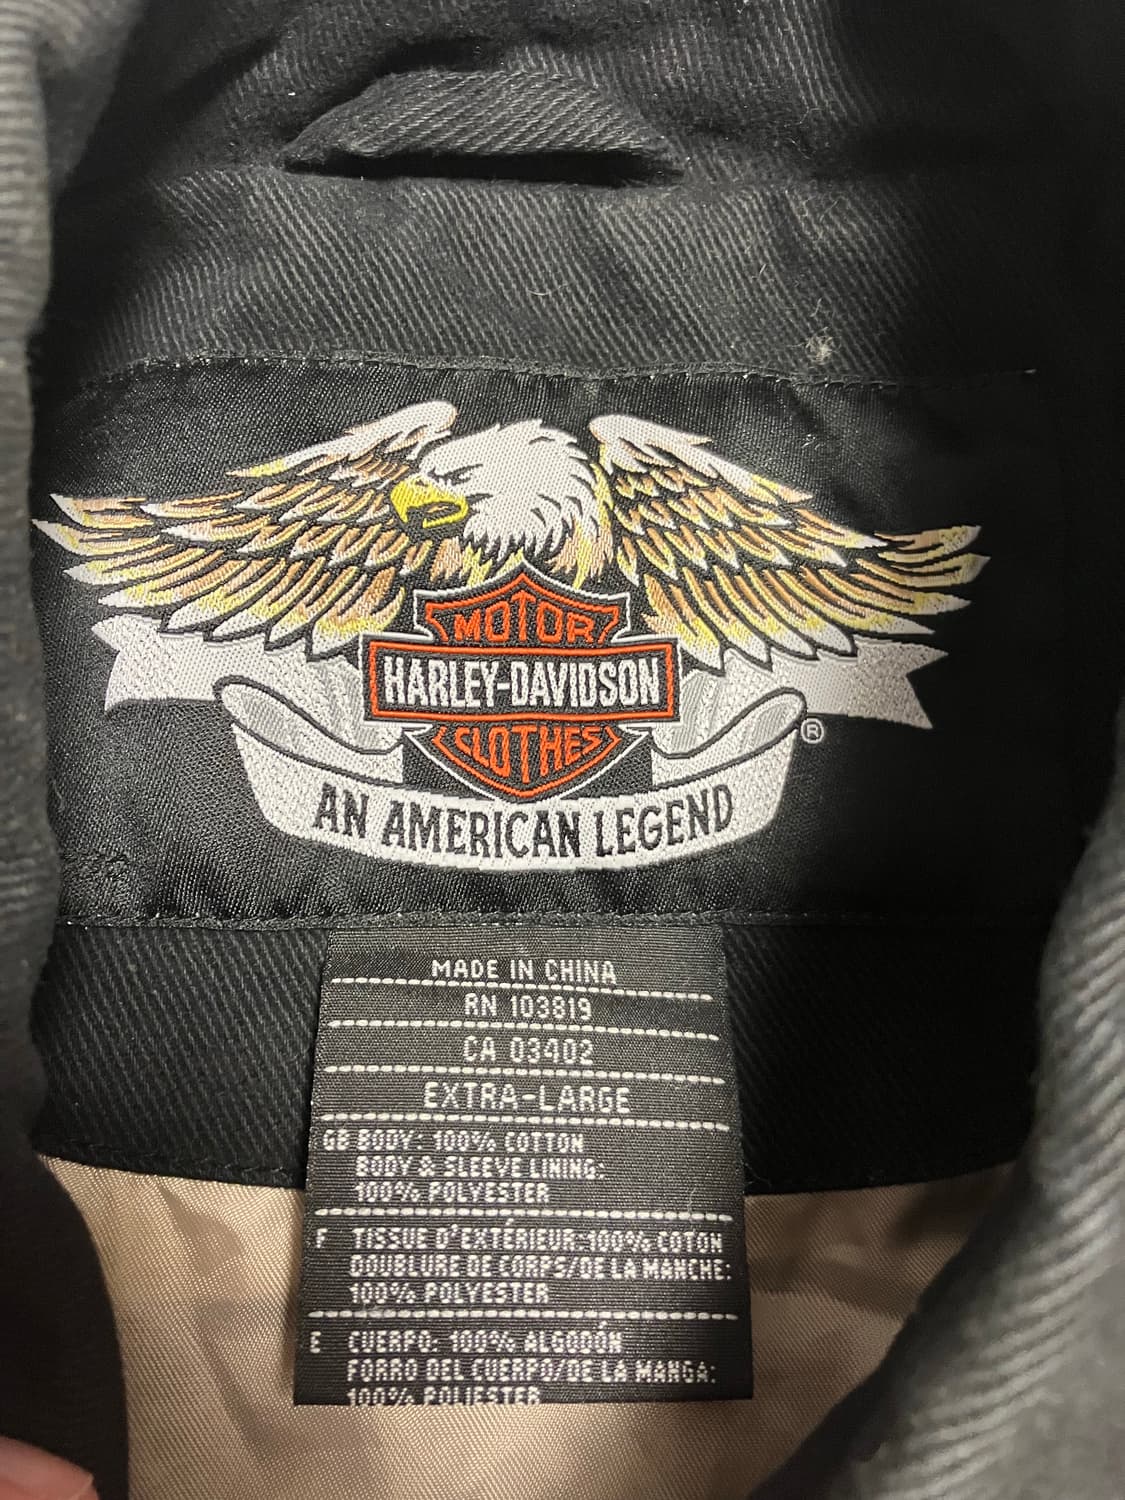 MOTOR
HARLEY-DAVIDSON
CLOTHES
®
AN AMERICAN LEGEND
MADE IN CHINA
RN 103819
CA 03402
EXTRA-LARGE
GB BODY: 100% COTTON
BODY & SLEEVE LINING:
100% POLYESTER
F TISSUE D'EXTÉRIEUR:100% COTON
DOUBLURE DE CORPS/DE LA MANCHE:
100% POLYESTER
E CUERPO: 100% ALGODÓN
FORRO DEL CUERPO/DE LA MANGA:
100% POLIESTER